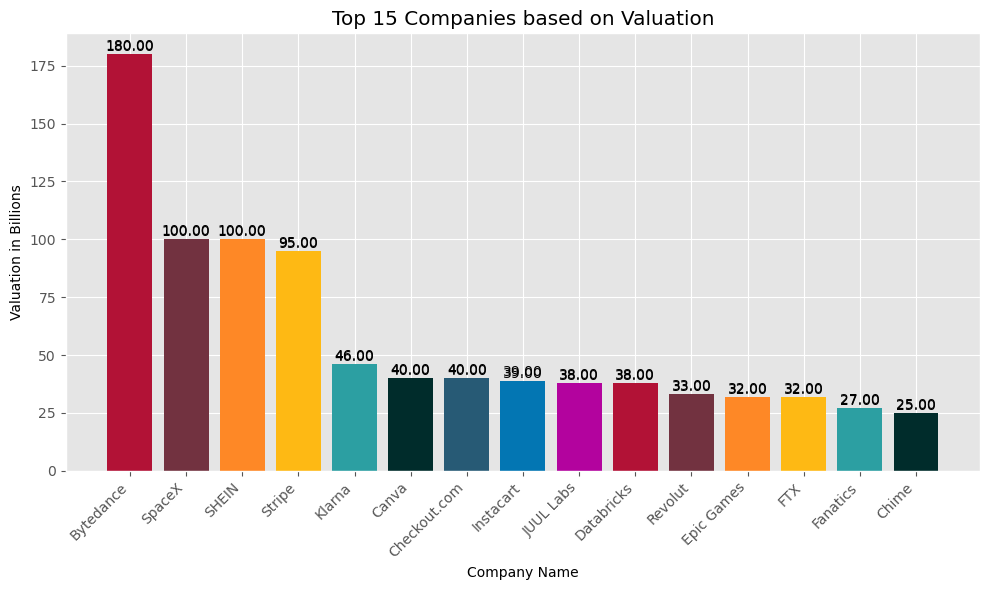 Top 15 Companies based on Valuation
180.00
100.00
100.00
95.00
46.00
40.00
40.00
39.00
38.00
38.00
33.00
32.00
32.00
27.00
25.00
Valuation in Billions
175
150
125
100
75
50
25
0
Bytedance
SpaceX
SHEIN
Stripe
Klarna
Canva
Checkout.com
Instacart
JUUL Labs
Databricks
Revolut
Epic Games
FTX
Fanatics
Chime
Company Name